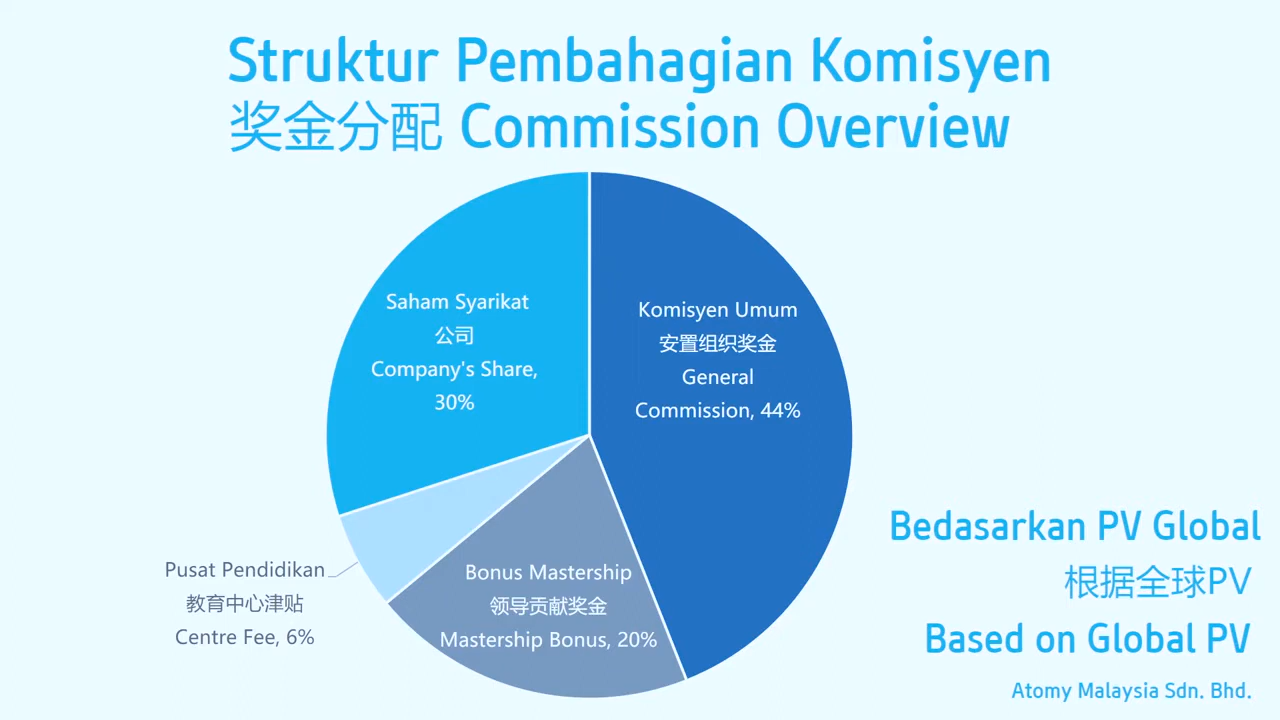 Struktur Pembahagian Komisyen
奖金分配 Commission Overview
Saham Syarikat
公司
Company's Share,
30%
Komisyen Umum
安置组织奖金
General
Commission, 44%
Pusat Pendidikan
教育中心津贴
Centre Fee, 6%
Bonus Mastership
领导贡献奖金
Mastership Bonus, 20%
Bedasarkan PV Global
根据全球PV
Based on Global PV
Atomy Malaysia Sdn. Bhd.